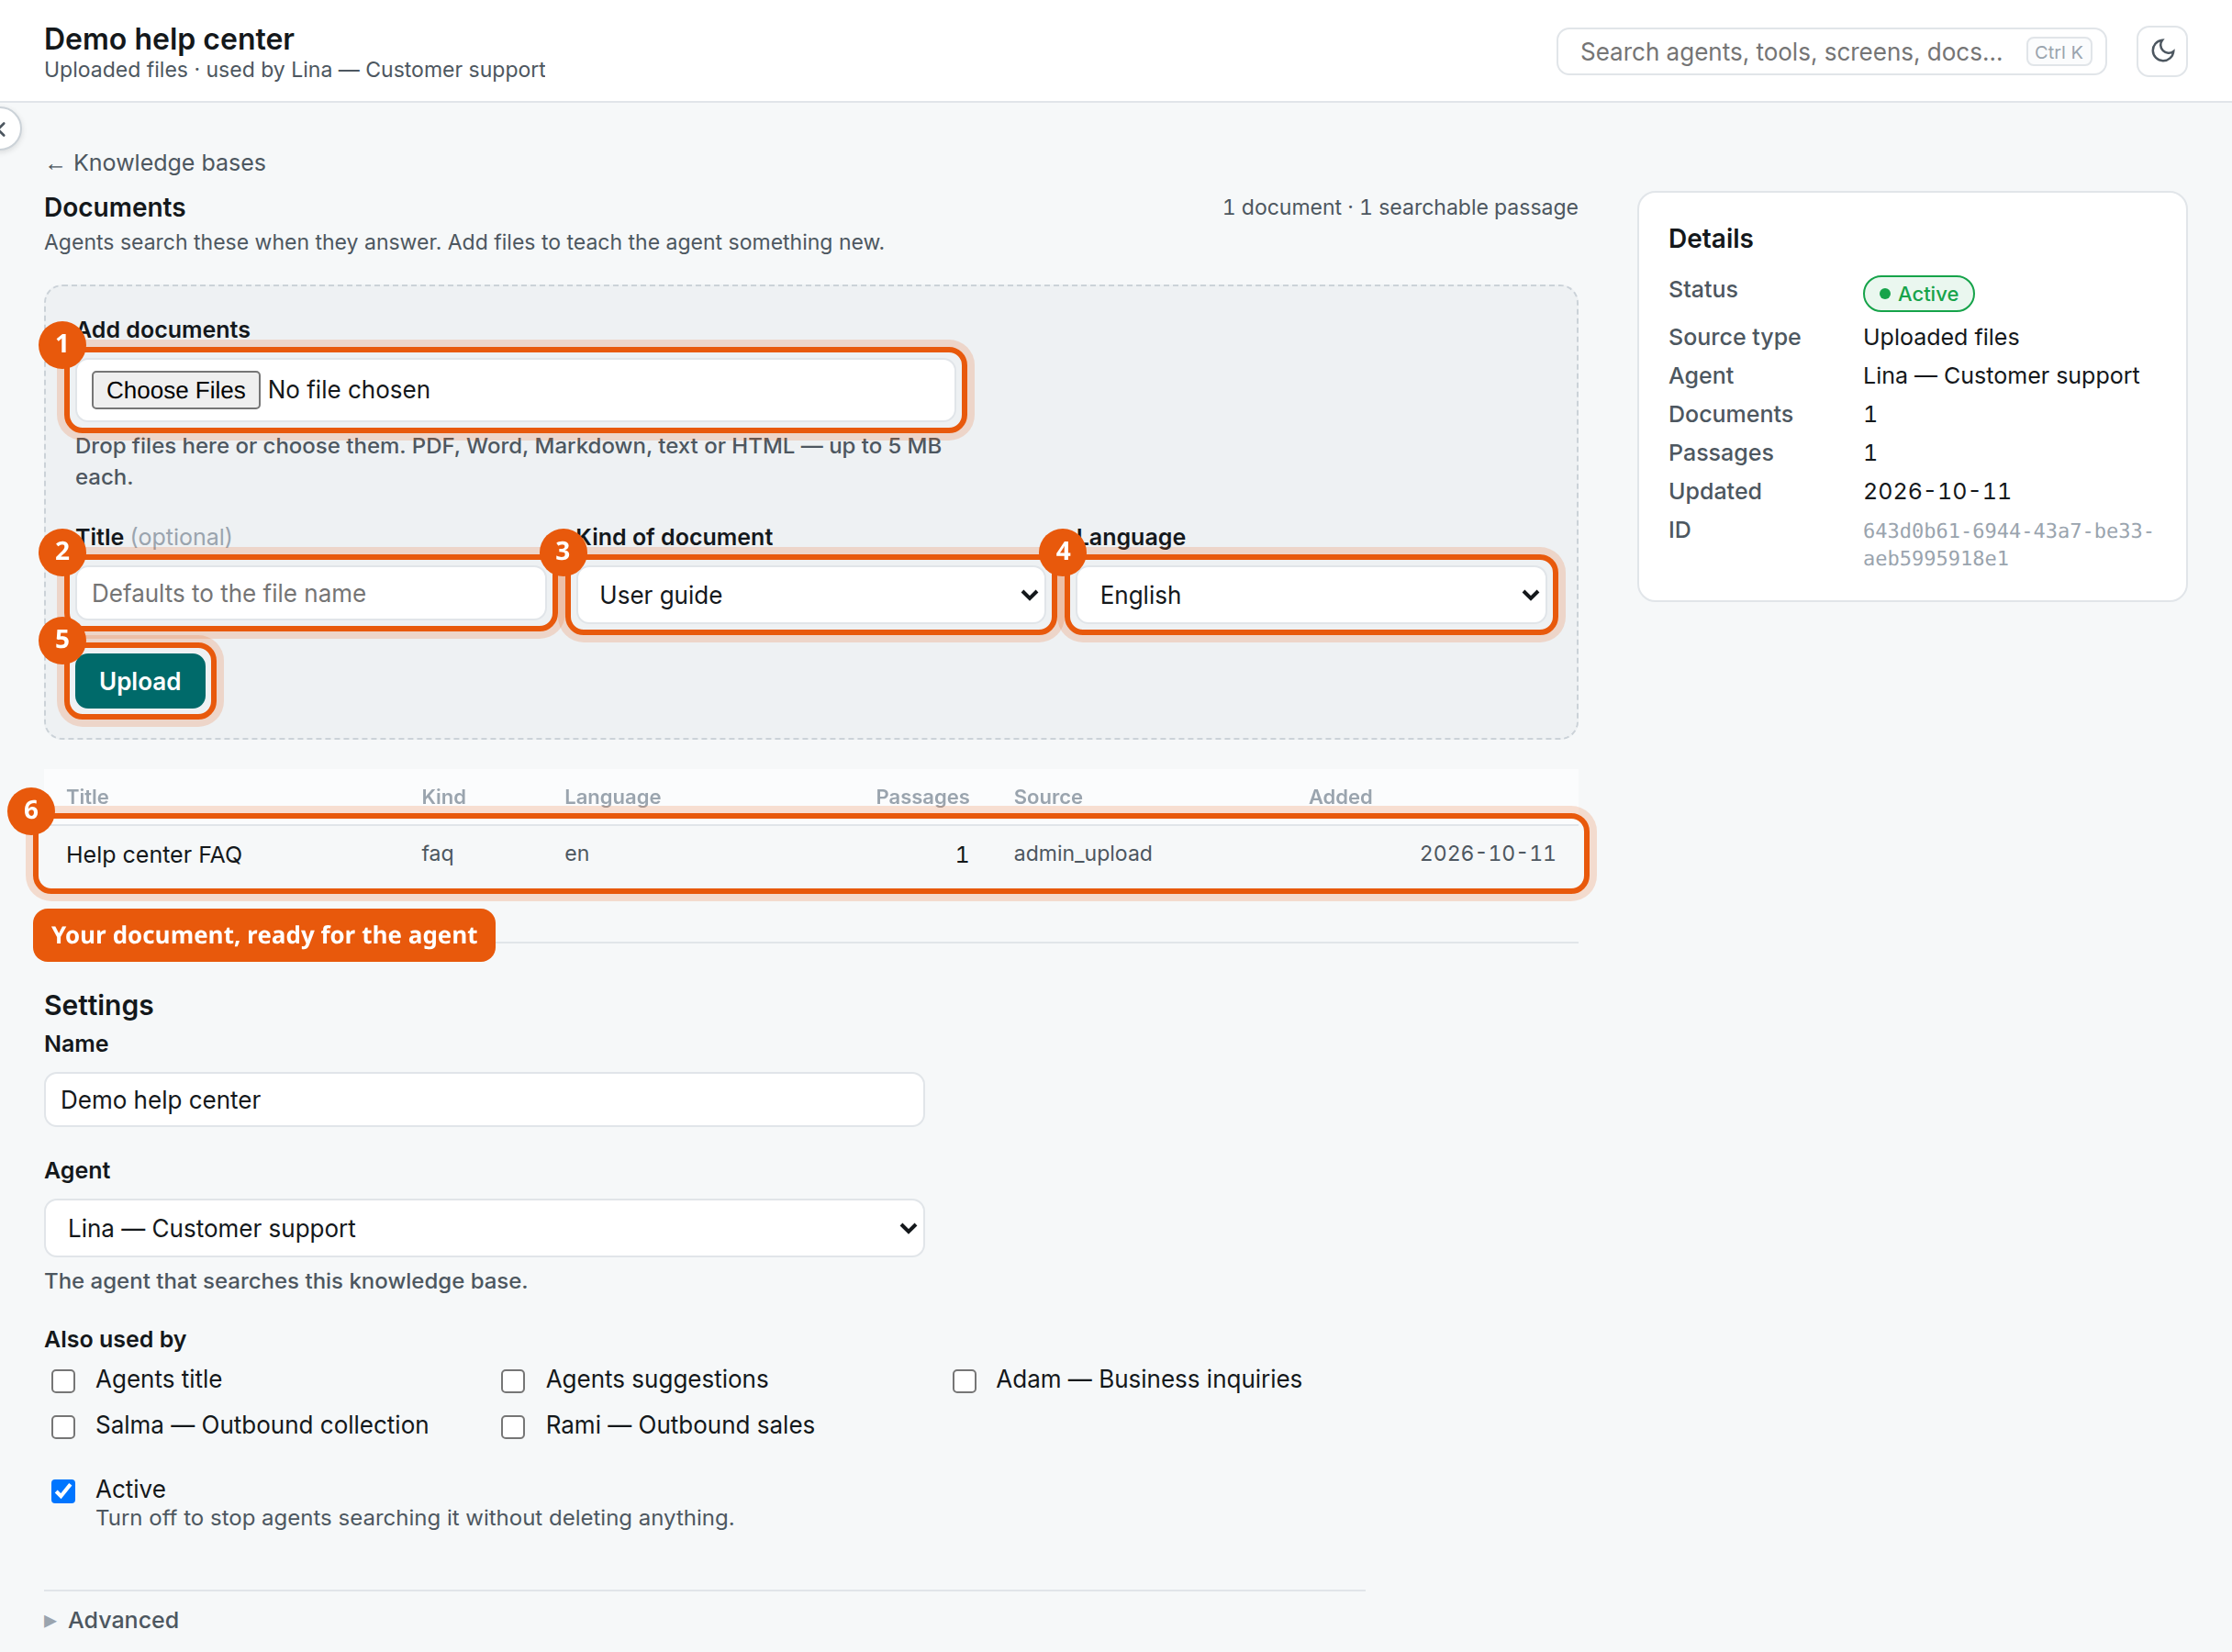 Demo help center
Uploaded files · used by Lina — Customer support
Search agents, tools, screens, docs...
Ctrl K
← Knowledge bases
Documents
1 document · 1 searchable passage
Agents search these when they answer. Add files to teach the agent something new.
Add documents
1
Choose Files No file chosen
Drop files here or choose them. PDF, Word, Markdown, text or HTML — up to 5 MB
each.
2 Title (optional)
3 Kind of document
4 Language
Defaults to the file name
User guide
English
5
Upload
Title Kind Language Passages Source Added
6
Help center FAQ faq en 1 admin_upload 2026-10-11
Your document, ready for the agent
Settings
Name
Demo help center
Agent
Lina — Customer support
The agent that searches this knowledge base.
Also used by
Agents title
Agents suggestions
Adam — Business inquiries
Salma — Outbound collection
Rami — Outbound sales
Active
Turn off to stop agents searching it without deleting anything.
Advanced
Details
Status Active
Source type Uploaded files
Agent Lina — Customer support
Documents 1
Passages 1
Updated 2026-10-11
ID 643d0b61-6944-43a7-be33-
aeb5995918e1